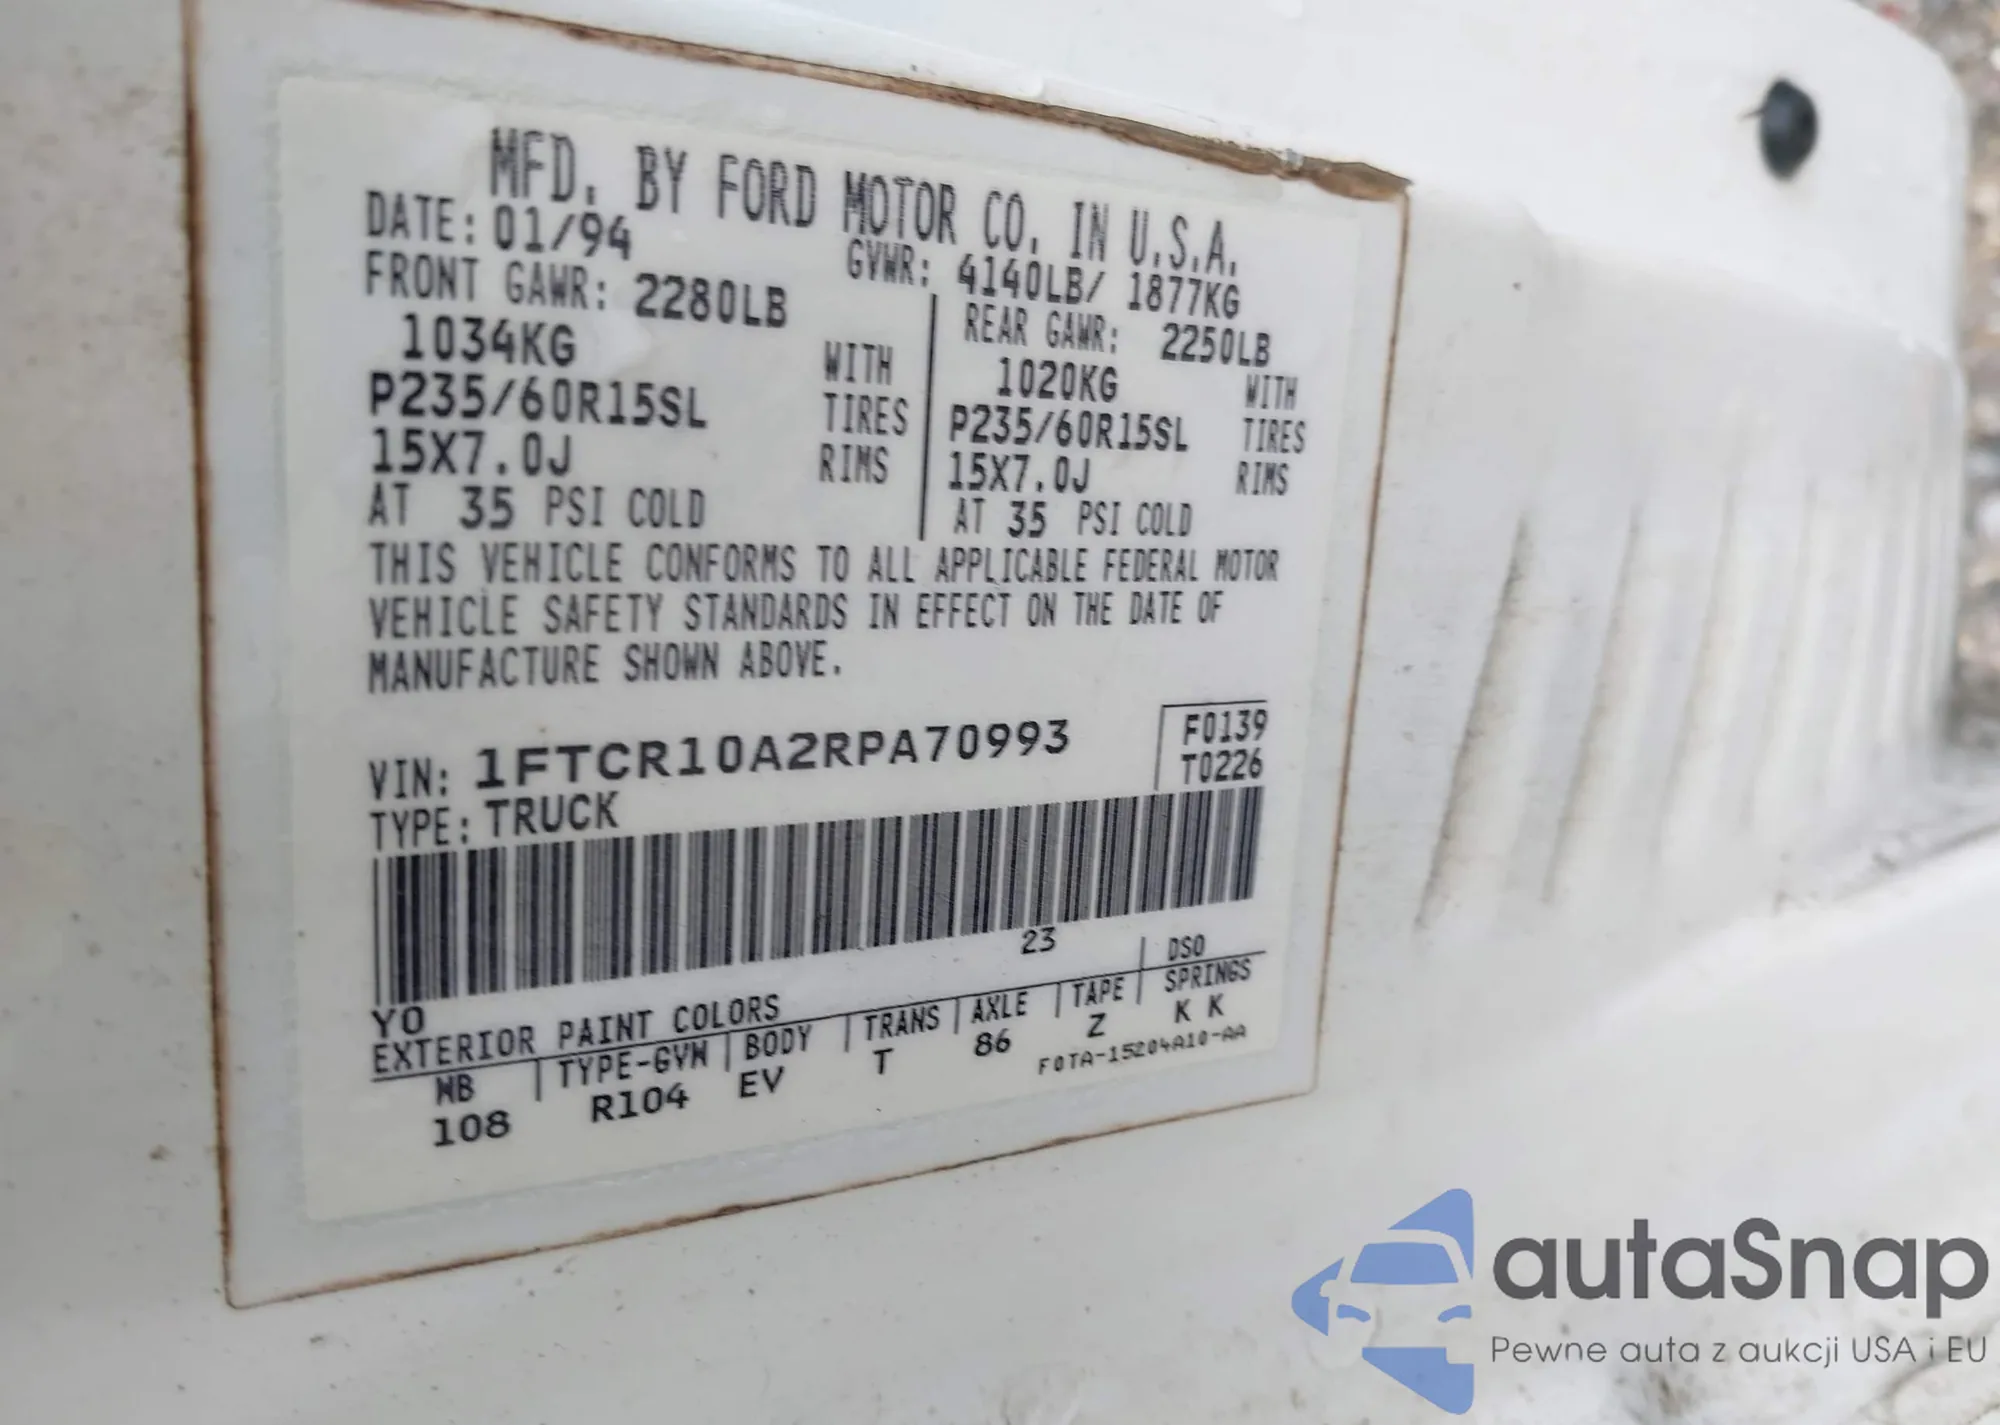 MFD. BY FORD MOTOR CO. IN U.S.A.
DATE: 01/94 GVWR: 4140LB/ 1877KG
FRONT GAWR: 2280LB REAR GAWR: 2250LB
1034KG WITH 1020KG WITH
P235/60R15SL TIRES P235/60R15SL TIRES
15X7.0J RIMS 15X7.0J RIMS
AT 35 PSI COLD AT 35 PSI COLD
THIS VEHICLE CONFORMS TO ALL APPLICABLE FEDERAL MOTOR
VEHICLE SAFETY STANDARDS IN EFFECT ON THE DATE OF
MANUFACTURE SHOWN ABOVE.
VIN: 1FTCR10A2RPA70993 F0139
TYPE: TRUCK T0226
23
YO DSO
EXTERIOR PAINT COLORS
WB TYPE-GVW BODY TRANS AXLE TAPE SPRINGS
108 R104 EV T 86 Z K K
F0TA-15204A10-AA
autaSnap
Pewne auta z aukcji USA i EU